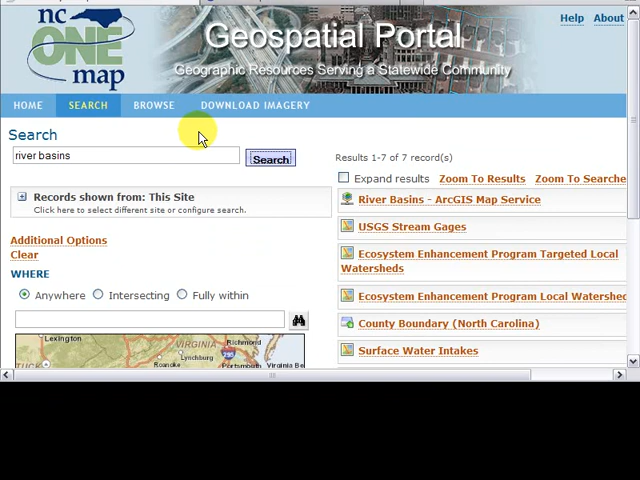 nc
ONE
map
Geospatial Portal
Geographic Resources Serving a Statewide Community
Help About
HOME SEARCH BROWSE DOWNLOAD IMAGERY
Search
river basins
Search
Records shown from: This Site
Click here to select different site or configure search.
Additional Options
Clear
WHERE
Anywhere Intersecting Fully within
Lexington
VIRGINIA
Richmond
Lynchburg
285
Roanoke
Portsmouth
Virginia Be
Results 1-7 of 7 record(s)
Expand results Zoom To Results Zoom To Searche
River Basins - ArcGIS Map Service
USGS Stream Gages
Ecosystem Enhancement Program Targeted Local
Watersheds
Ecosystem Enhancement Program Local Watershed
County Boundary (North Carolina)
Surface Water Intakes